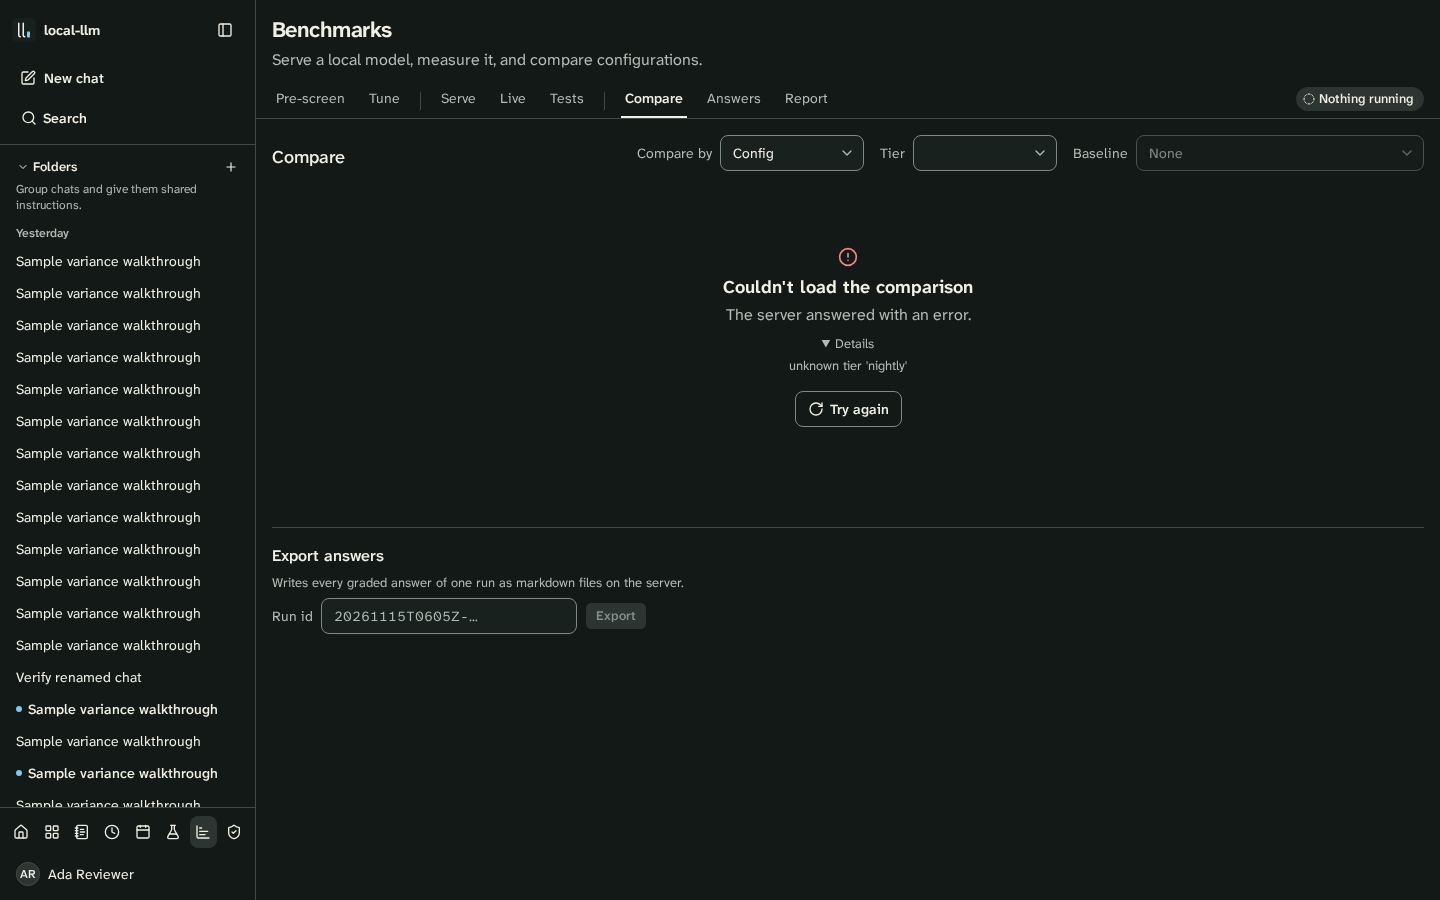 local-llm
New chat
Search
Folders
Group chats and give them shared
instructions.
Yesterday
Sample variance walkthrough
Sample variance walkthrough
Sample variance walkthrough
Sample variance walkthrough
Sample variance walkthrough
Sample variance walkthrough
Sample variance walkthrough
Sample variance walkthrough
Sample variance walkthrough
Sample variance walkthrough
Sample variance walkthrough
Sample variance walkthrough
Sample variance walkthrough
Verify renamed chat
Sample variance walkthrough
Sample variance walkthrough
Sample variance walkthrough
Sample variance walkthrough
AR Ada Reviewer
Benchmarks
Serve a local model, measure it, and compare configurations.
Pre-screen Tune Serve Live Tests Compare Answers Report Nothing running
Compare Compare by Config Tier Baseline None
Couldn't load the comparison
The server answered with an error.
▼ Details
unknown tier 'nightly'
Try again
Export answers
Writes every graded answer of one run as markdown files on the server.
Run id 20261115T0605Z-… Export